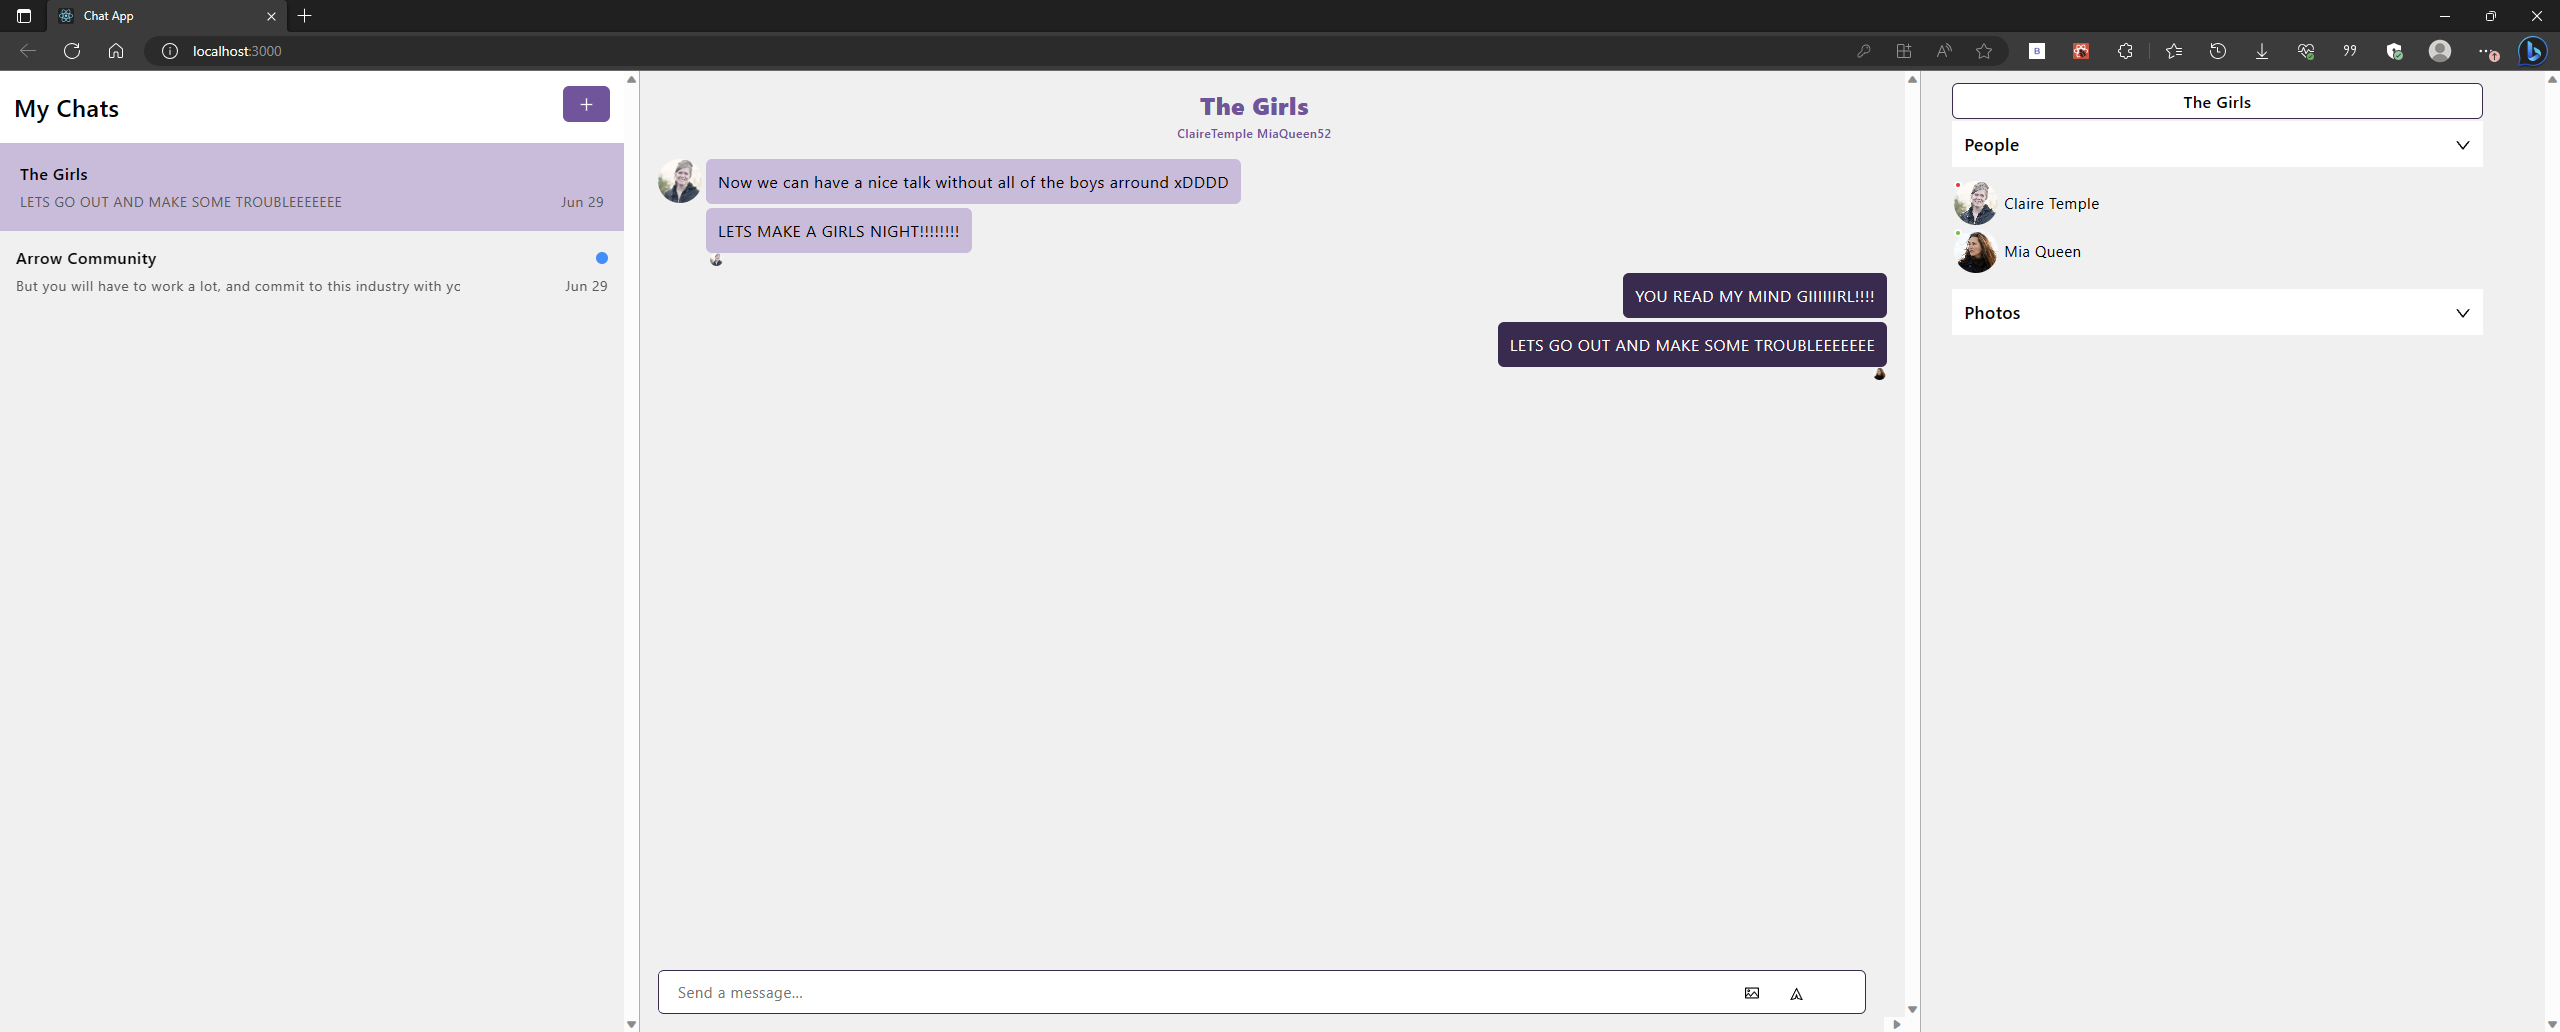 Chat App
localhost:3000
My Chats
+
The Girls
LETS GO OUT AND MAKE SOME TROUBLEEEEEEE
Jun 29
Arrow Community
But you will have to work a lot, and commit to this industry with yo
Jun 29
The Girls
ClaireTemple MiaQueen52
Now we can have a nice talk without all of the boys arround xDDDD
LETS MAKE A GIRLS NIGHT!!!!!!!!
YOU READ MY MIND GIIIIIIRL!!!!
LETS GO OUT AND MAKE SOME TROUBLEEEEEEE
Send a message...
The Girls
People
Claire Temple
Mia Queen
Photos